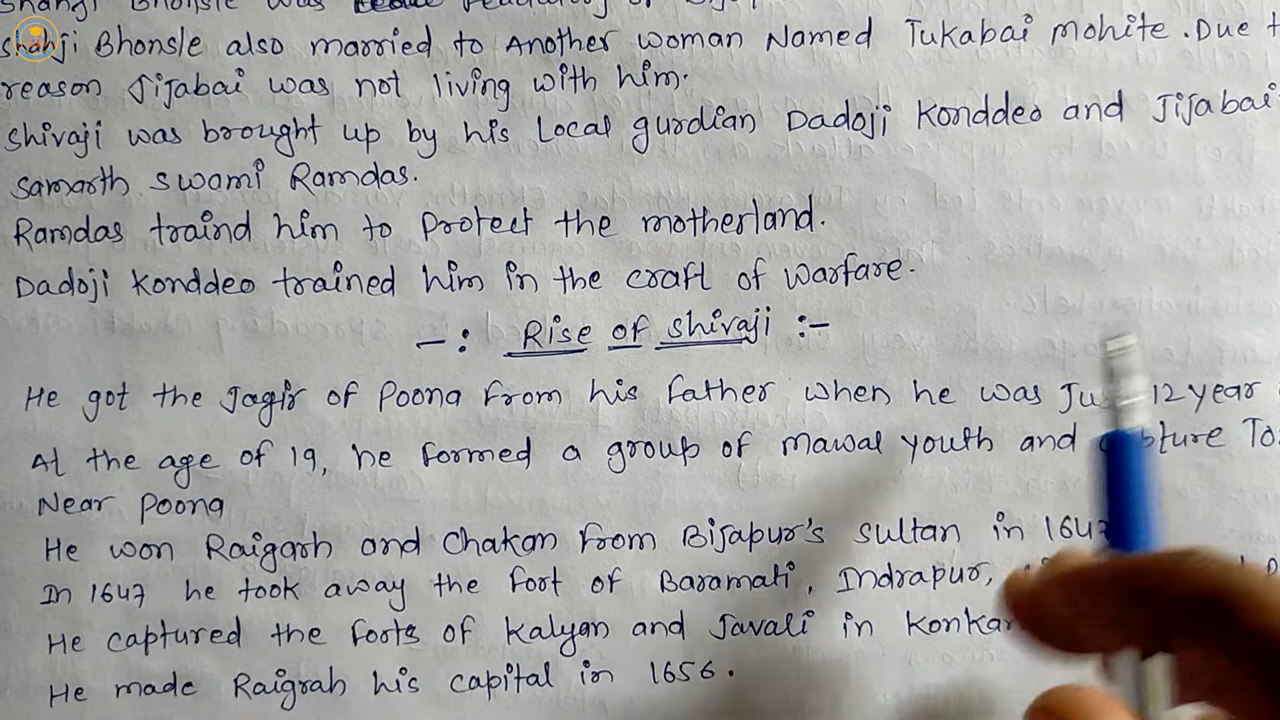 Bhonsle was
Shahji Bhonsle also married to Another woman Named Tukabai mohite. Due
reason Jijabai was not living with him.
Shivaji was brought up by his Local gurdian Dadoji Konddeo and Jijabai
Samarth Swami Ramdas.
Ramdas traind him to Protect the motherland.
Dadoji Konddeo trained him in the craft of warfare.
-: Rise of Shivaji :-
He got the Jagir of Poona from his father when he was 12 year
At the age of 19, he formed a group of mawal youth and
Near Poona
He won Raigarh and Chakan from Bijapur's Sultan in 1647
In 1647 he took away the fort of Baramati, Indrapur,
He captured the forts of Kalyan and Javali in
He made Raigrah his capital in 1656.